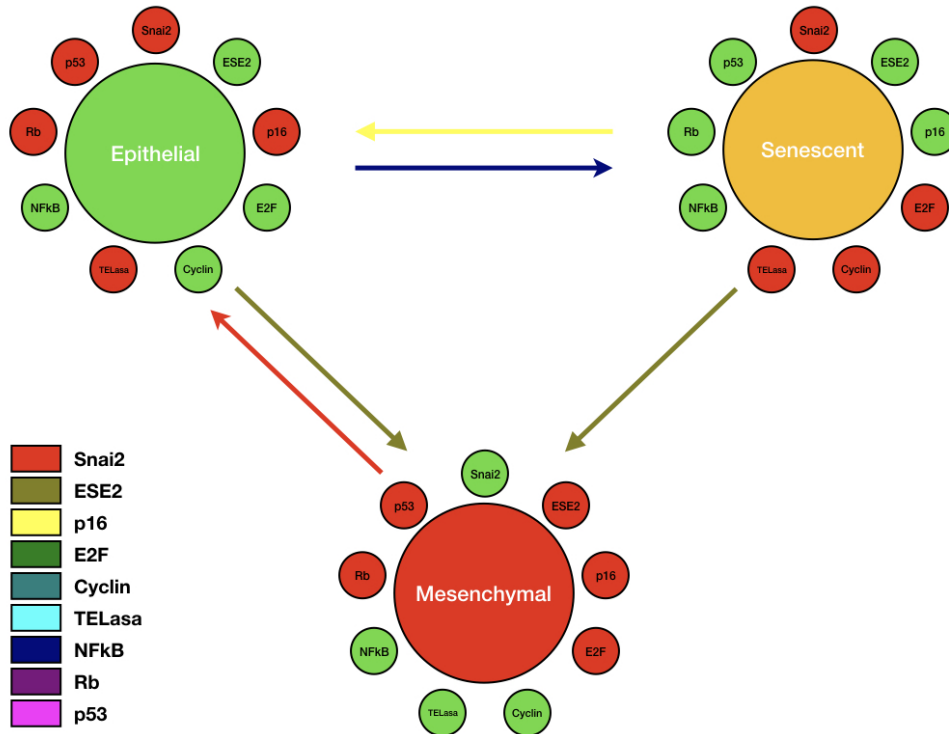 Snai2
p53
ESE2
Rb
p16
Epithelial
NFkB
E2F
TELasa
Cyclin
Snai2
p53
ESE2
Rb
p16
Senescent
NFkB
E2F
TELasa
Cyclin
Snai2
p53
ESE2
Rb
p16
Mesenchymal
NFkB
E2F
TELasa
Cyclin
Snai2
ESE2
p16
E2F
Cyclin
TELasa
NFkB
Rb
p53